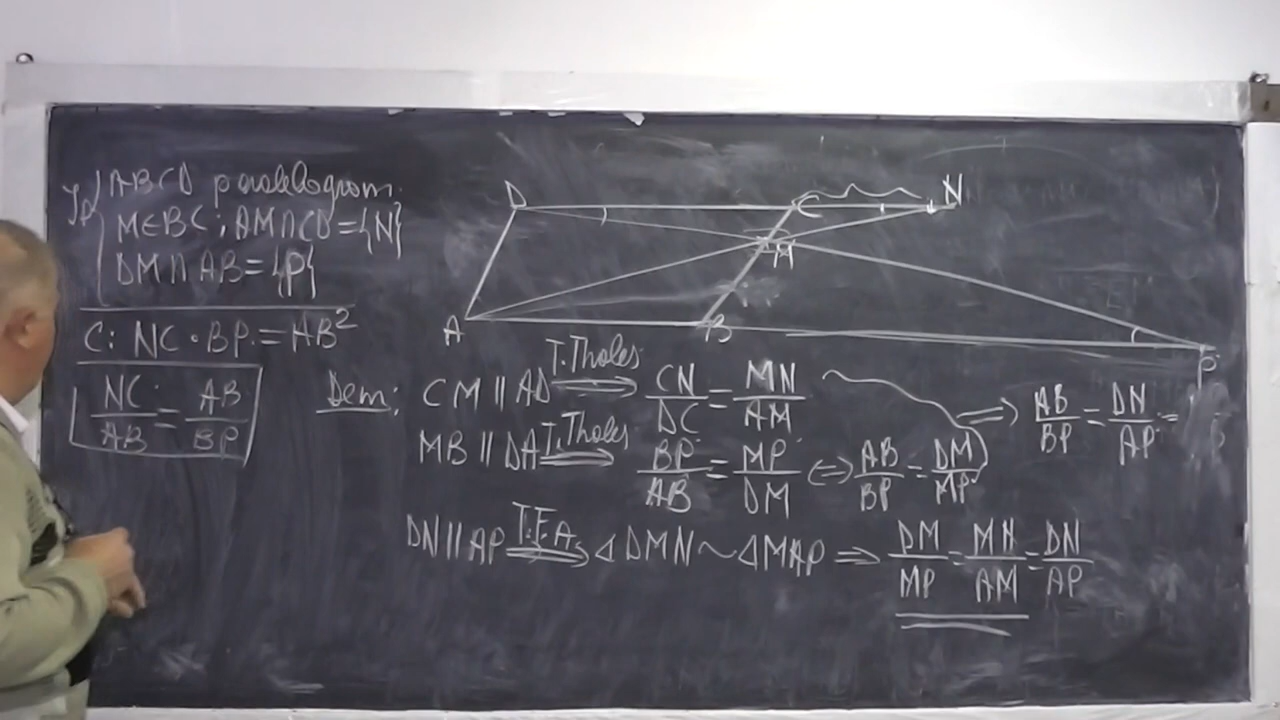 Ip ABCD paralelogram.
M∈BC ; AM∩CD={N}
DM∩AB={P}
C: NC·BP=AB²
NC/AB = AB/BP
D C N
M
A B P
Dem:
CM∥AD T.Thales ⟹ CN/DC = MN/AM
MB∥DA T.Thales ⟹ BP/AB = MP/DM ⟺ AB/BP = DM/MP
⟹ AB/BP = DN/AP =
DN∥AP T.F.A. ⟹ ΔDMN ~ ΔMAP ⟹ DM/MP = MN/AM = DN/AP